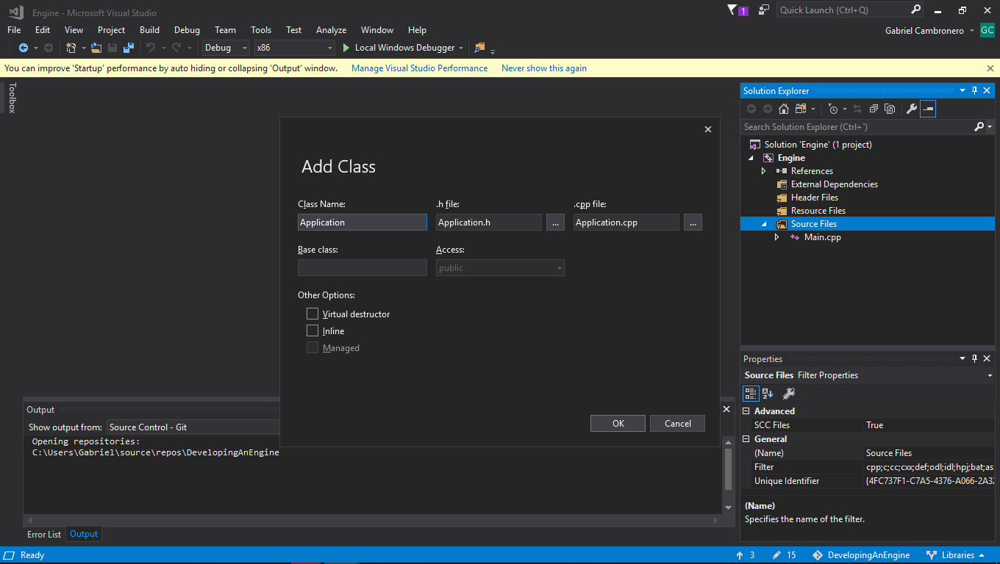 Engine - Microsoft Visual Studio
1
Quick Launch (Ctrl+Q)
File Edit View Project Build Debug Team Tools Test Analyze Window Help
Gabriel Cambronero GC
Debug x86 Local Windows Debugger
You can improve 'Startup' performance by auto hiding or collapsing 'Output' window. Manage Visual Studio Performance Never show this again
Toolbox
Add Class
Class Name: .h file: .cpp file:
Application Application.h ... Application.cpp ...
Base class: Access:
public
Other Options:
Virtual destructor
Inline
Managed
OK Cancel
Solution Explorer
Search Solution Explorer (Ctrl+`)
Solution 'Engine' (1 project)
Engine
References
External Dependencies
Header Files
Resource Files
Source Files
Main.cpp
Properties
Source Files Filter Properties
Advanced
SCC Files True
General
(Name) Source Files
Filter cpp;c;cc;cxx;def;odl;idl;hpj;bat;as
Unique Identifier {4FC737F1-C7A5-4376-A066-2A32
(Name)
Specifies the name of the filter.
Output
Show output from: Source Control - Git
Opening repositories:
C:\Users\Gabriel\source\repos\DevelopingAnEngine
Error List Output
Ready 3 15 DevelopingAnEngine Libraries